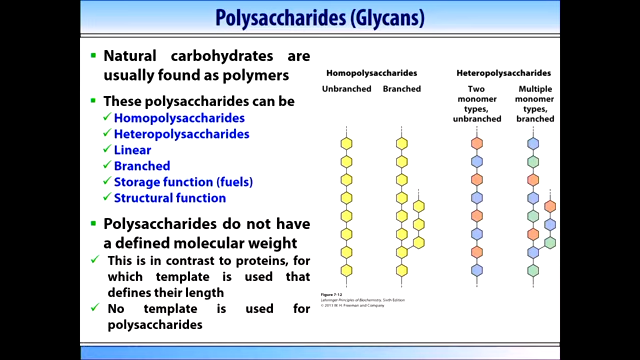 Polysaccharides (Glycans)
▪ Natural carbohydrates are
usually found as polymers
▪ These polysaccharides can be
✓ Homopolysaccharides
✓ Heteropolysaccharides
✓ Linear
✓ Branched
✓ Storage function (fuels)
✓ Structural function
▪ Polysaccharides do not have
a defined molecular weight
✓ This is in contrast to proteins, for
which template is used that
defines their length
✓ No template is used for
polysaccharides
Homopolysaccharides
Unbranched
Branched
Heteropolysaccharides
Two
monomer
types,
unbranched
Multiple
monomer
types,
branched
Figure 7-12
Lehninger Principles of Biochemistry, Sixth Edition
© 2013 W. H. Freeman and Company